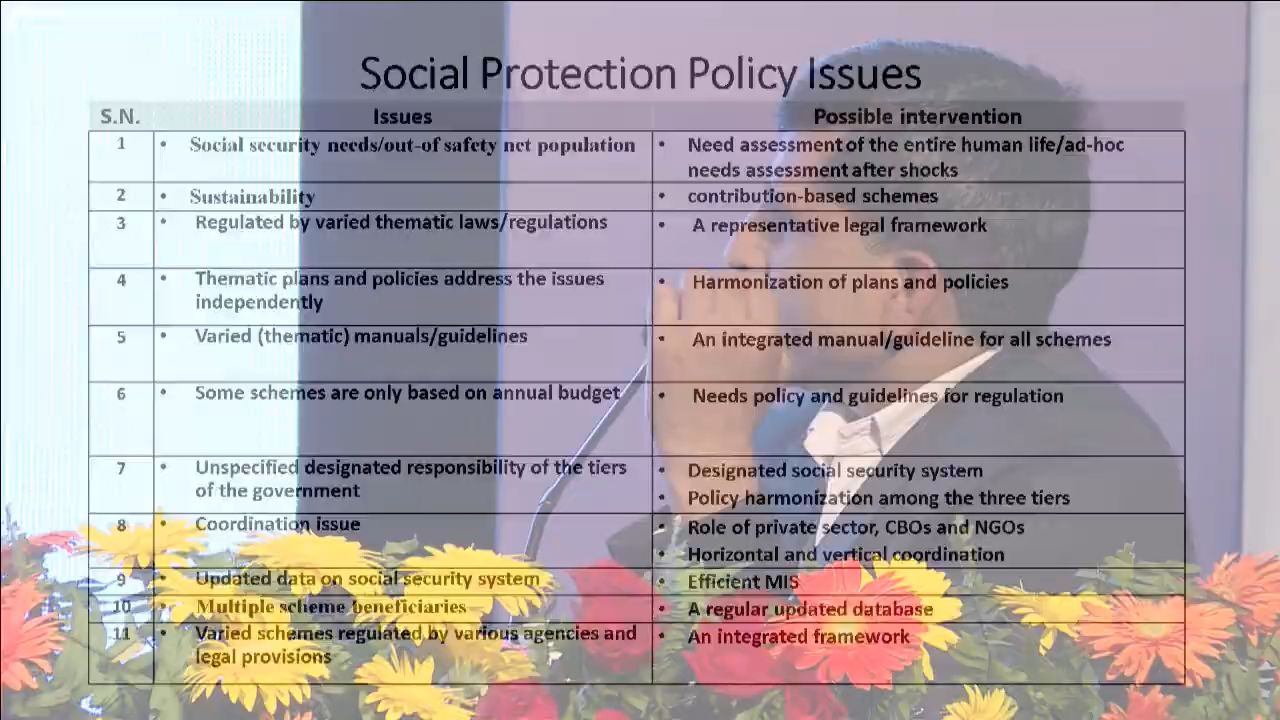 Social Protection Policy Issues
S.N. Issues Possible intervention
1 • Social security needs/out-of safety net population • Need assessment of the entire human life/ad-hoc
needs assessment after shocks
2 • Sustainability • contribution-based schemes
3 • Regulated by varied thematic laws/regulations • A representative legal framework
4 • Thematic plans and policies address the issues • Harmonization of plans and policies
independently
5 • Varied (thematic) manuals/guidelines • An integrated manual/guideline for all schemes
6 • Some schemes are only based on annual budget • Needs policy and guidelines for regulation
7 • Unspecified designated responsibility of the tiers • Designated social security system
of the government • Policy harmonization among the three tiers
8 • Coordination issue • Role of private sector, CBOs and NGOs
• Horizontal and vertical coordination
9 • Updated data on social security system • Efficient MIS
10 • Multiple scheme beneficiaries • A regular updated database
11 • Varied schemes regulated by various agencies and • An integrated framework
legal provisions